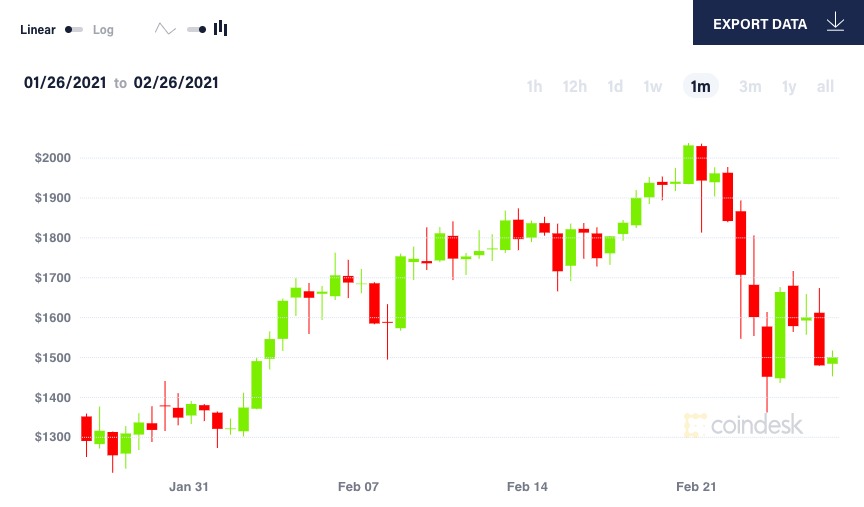 Linear Log EXPORT DATA
01/26/2021 to 02/26/2021 1h 12h 1d 1w 1m 3m 1y all
$2000
$1900
$1800
$1700
$1600
$1500
$1400
$1300
coindesk
Jan 31 Feb 07 Feb 14 Feb 21